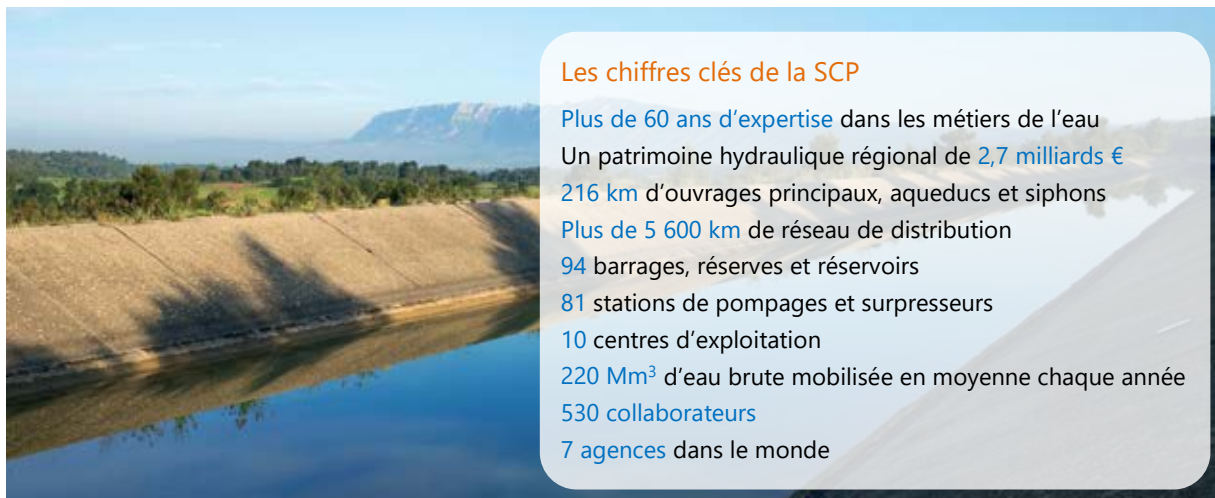 Les chiffres clés de la SCP
Plus de 60 ans d’expertise dans les métiers de l’eau
Un patrimoine hydraulique régional de 2,7 milliards €
216 km d’ouvrages principaux, aqueducs et siphons
Plus de 5 600 km de réseau de distribution
94 barrages, réserves et réservoirs
81 stations de pompages et surpresseurs
10 centres d’exploitation
220 Mm³ d’eau brute mobilisée en moyenne chaque année
530 collaborateurs
7 agences dans le monde